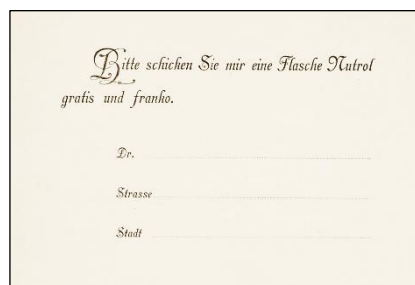 Bitte schicken Sie mir eine Flasche Nutrol
gratis und franko.
Dr.
Strasse
Stadt